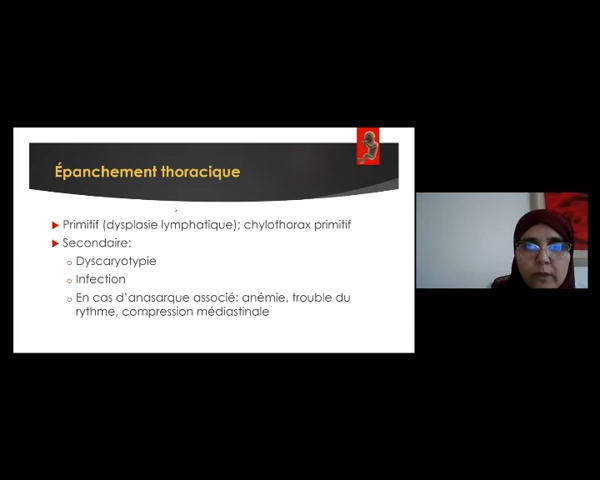 Épanchement thoracique
Primitif (dysplasie lymphatique); chylothorax primitif
Secondaire:
Dyscaryotypie
Infection
En cas d'anasarque associé: anémie, trouble du
rythme, compression médiastinale